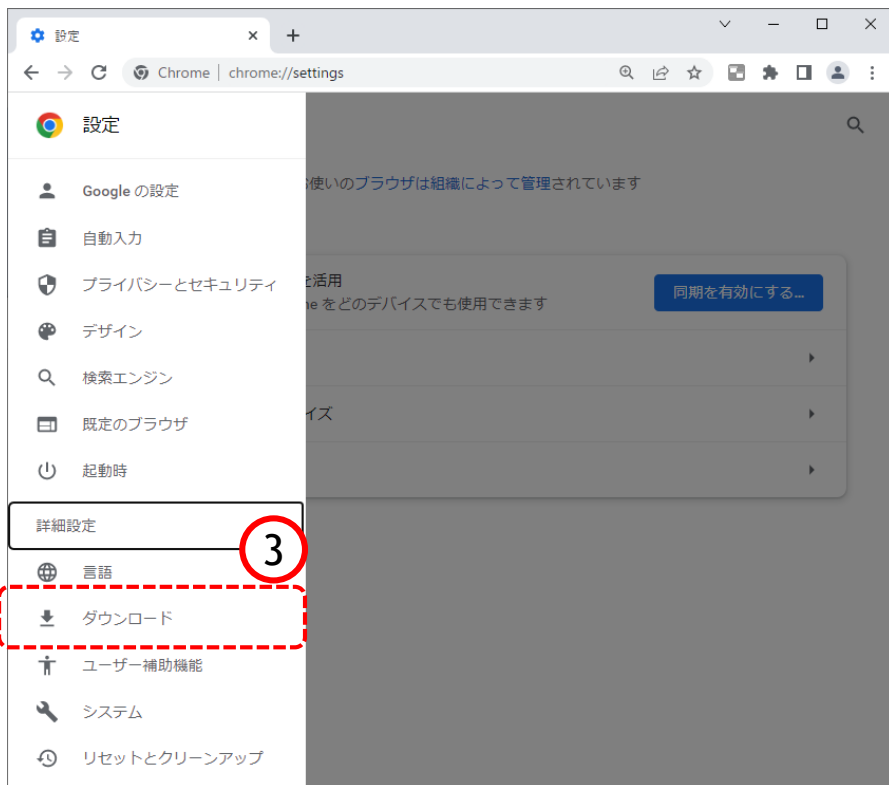 設定
Chrome | chrome://settings
設定
Google の設定
使いのブラウザは組織によって管理されています
自動入力
を活用
プライバシーとセキュリティ
同期を有効にする...
ne をどのデバイスでも使用できます
デザイン
検索エンジン
イズ
既定のブラウザ
起動時
詳細設定
3
言語
ダウンロード
ユーザー補助機能
システム
リセットとクリーンアップ